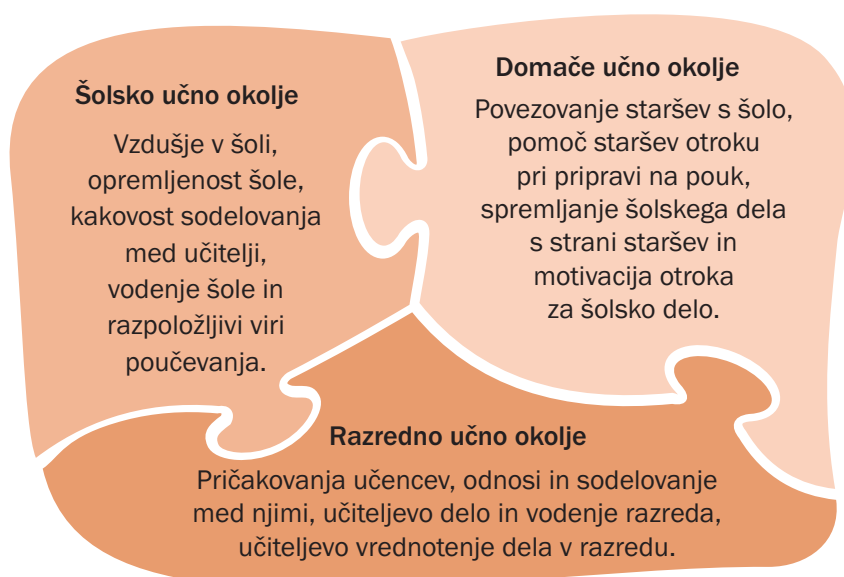 Šolsko učno okolje
Vzdušje v šoli,
opremljenost šole,
kakovost sodelovanja
med učitelji,
vodenje šole in
razpoložljivi viri
poučevanja.
Domače učno okolje
Povezovanje staršev s šolo,
pomoč staršev otroku
pri pripravi na pouk,
spremljanje šolskega dela
s strani staršev in
motivacija otroka
za šolsko delo.
Razredno učno okolje
Pričakovanja učencev, odnosi in sodelovanje
med njimi, učiteljevo delo in vodenje razreda,
učiteljevo vrednotenje dela v razredu.